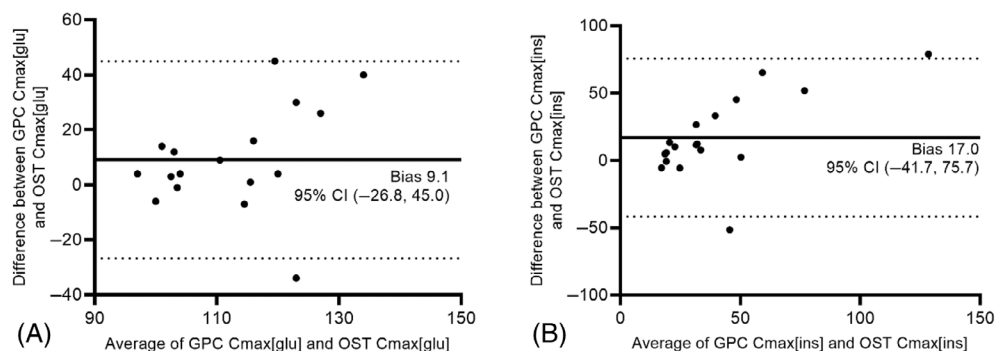 60
40
20
0
−20
−40
90
110
130
150
Difference between GPC Cmax[glu]
and OST Cmax[glu]
Bias 9.1
95% CI (−26.8, 45.0)
Average of GPC Cmax[glu] and OST Cmax[glu]
(A)
100
50
0
−50
−100
0
50
100
150
Difference between GPC Cmax[ins]
and OST Cmax[ins]
Bias 17.0
95% CI (−41.7, 75.7)
Average of GPC Cmax[ins] and OST Cmax[ins]
(B)